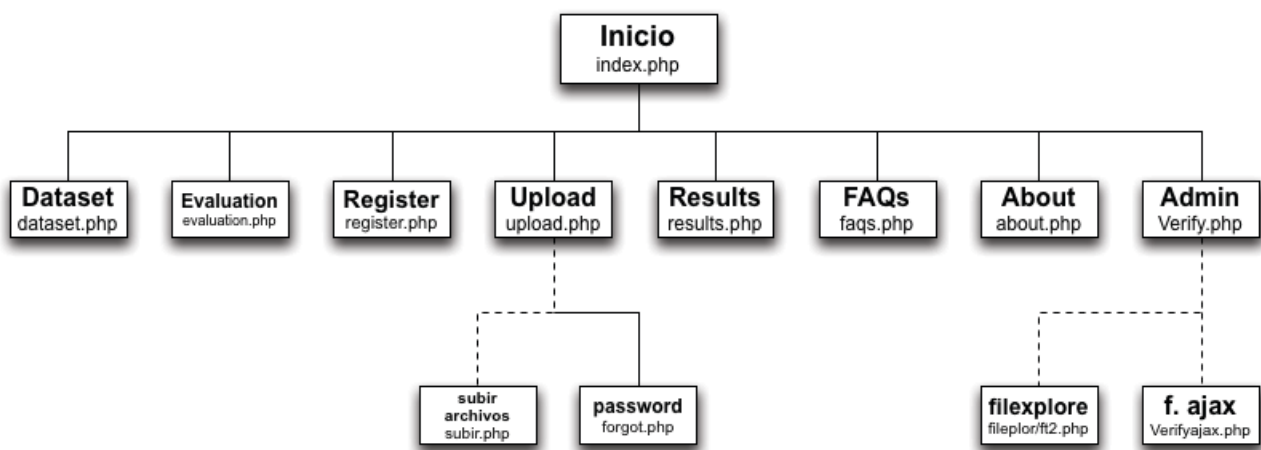 Inicio
index.php
Dataset
dataset.php
Evaluation
evaluation.php
Register
register.php
Upload
upload.php
Results
results.php
FAQs
faqs.php
About
about.php
Admin
Verify.php
subir
archivos
subir.php
password
forgot.php
filexplore
fileplor/ft2.php
f. ajax
Verifyajax.php